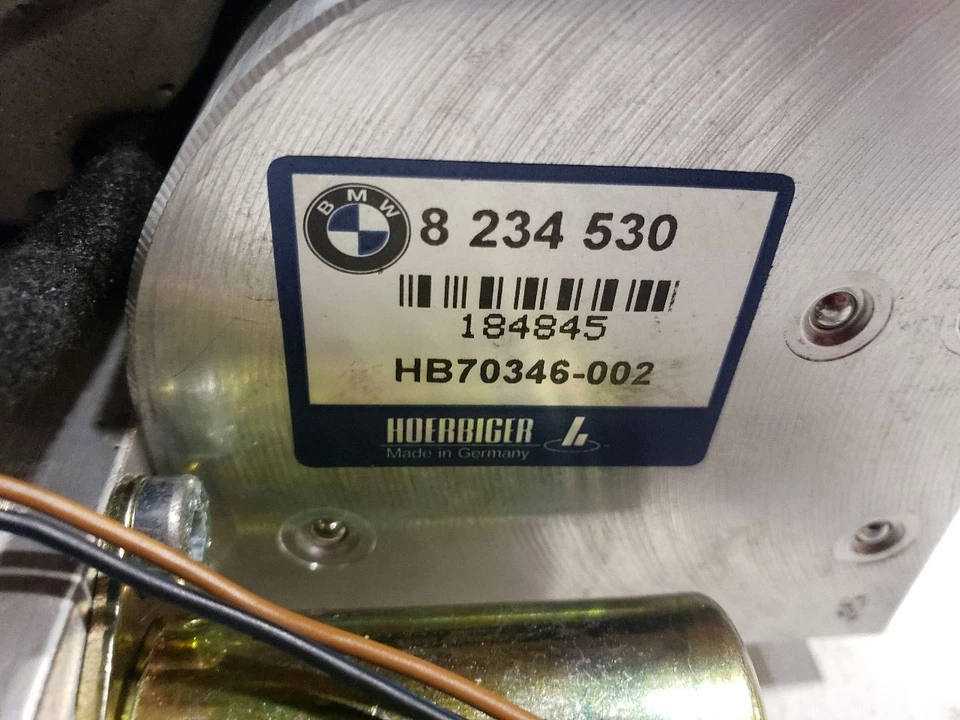 BMW
8 234 530
184845
HB70346-002
HOERBIGER
Made in Germany